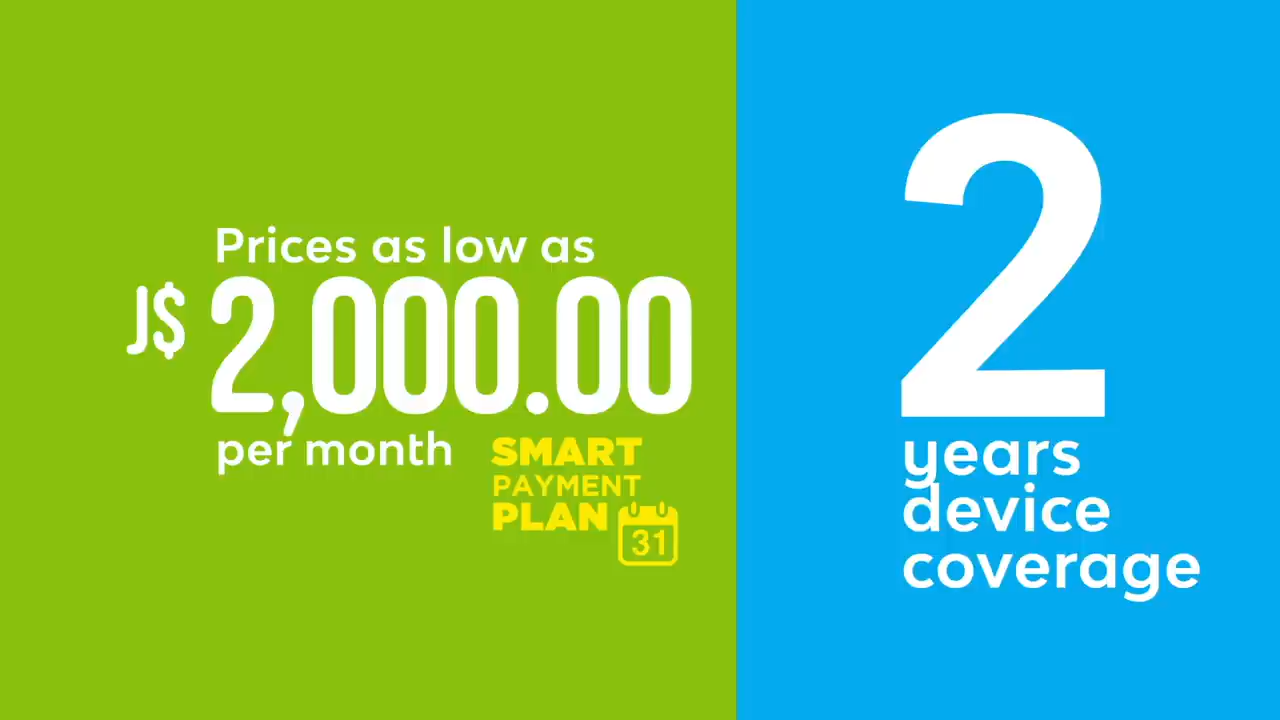 Prices as low as
J$ 2,000.00
per month
SMART
PAYMENT
PLAN
31
2
years
device
coverage